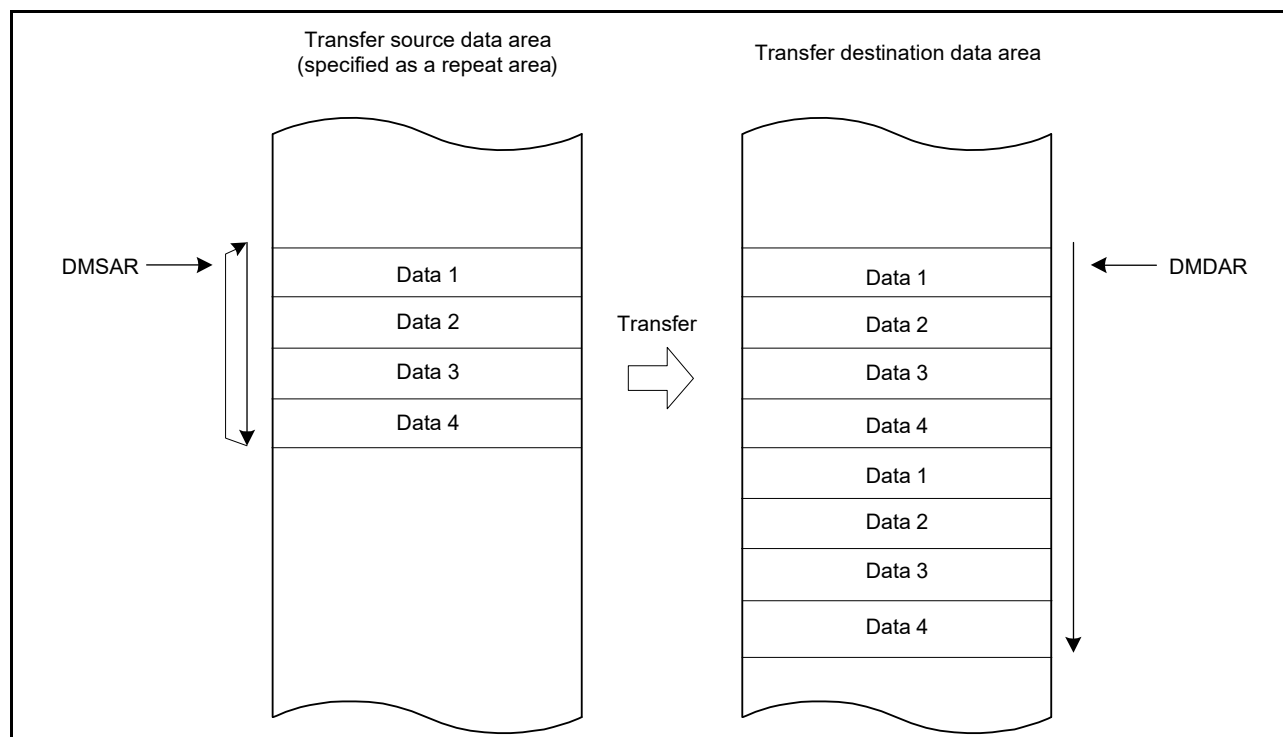 Transfer source data area
(specified as a repeat area)
Transfer destination data area
DMSAR
Data 1
Data 2
Data 3
Data 4
Transfer
Data 1
Data 2
Data 3
Data 4
Data 1
Data 2
Data 3
Data 4
DMDAR